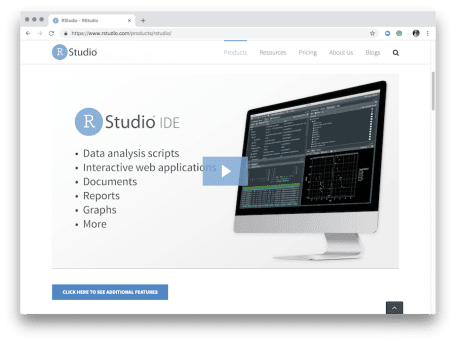 RStudio - RStudio
https://www.rstudio.com/products/rstudio/
R Studio
Products Resources Pricing About Us Blogs
R Studio IDE
• Data analysis scripts
• Interactive web applications
• Documents
• Reports
• Graphs
• More
CLICK HERE TO SEE ADDITIONAL FEATURES